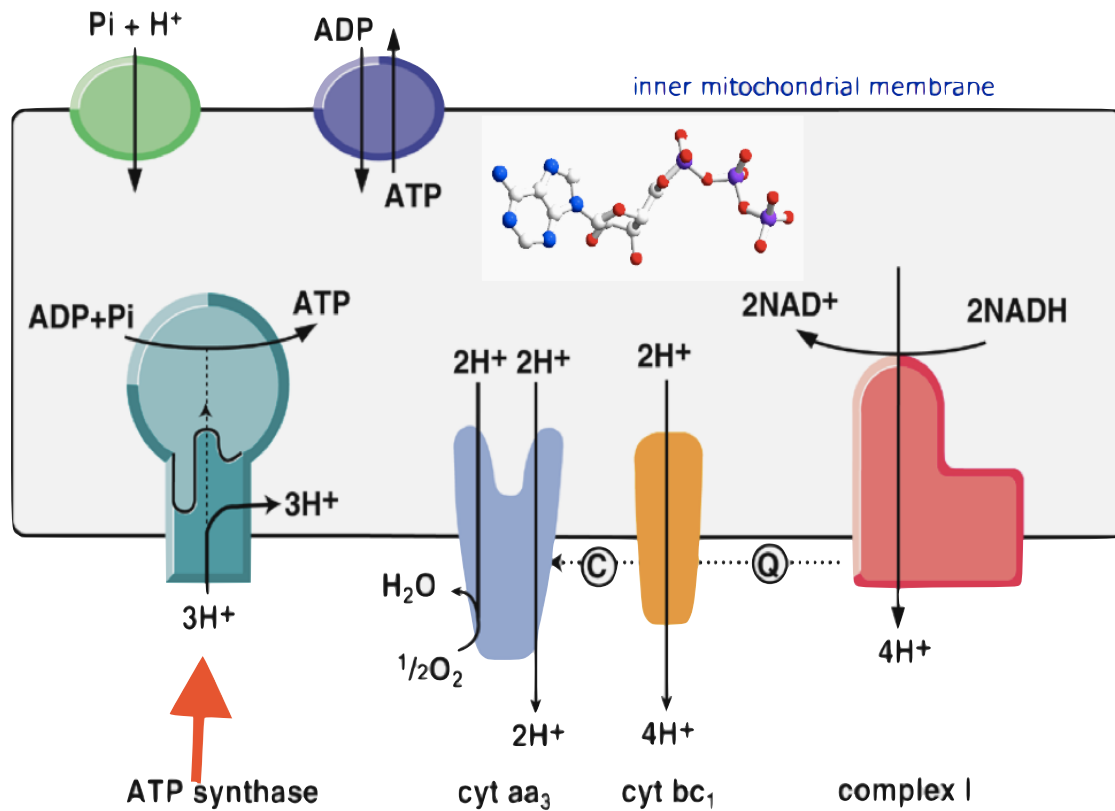 Pi + H⁺
ADP
inner mitochondrial membrane
ATP
ADP+Pi
ATP
2NAD+
2NADH
2H+ 2H+
2H+
3H+
C
Q
H₂O
3H+
½O₂
4H+
2H+
4H+
ATP synthase
cyt aa₃
cyt bc₁
complex I